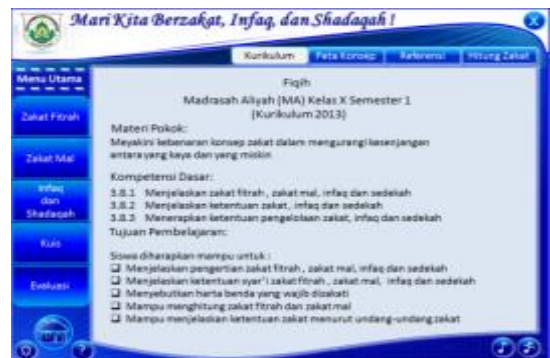 Mari Kita Berzakat, Infaq, dan Shadaqah !
Kurikulum
Peta Konsep
Referensi
Hitung Zakat
Menu Utama
Zakat Fitrah
Zakat Mal
Infaq
dan
Shadaqah
Kuis
Evaluasi
Fiqih
Madrasah Aliyah (MA) Kelas X Semester 1
(Kurikulum 2013)
Materi Pokok:
Meyakini kebenaran konsep zakat dalam mengurangi kesenjangan
antara yang kaya dan yang miskin
Kompetensi Dasar:
3.8.1 Menjelaskan zakat fitrah , zakat mal, infaq dan sedekah
3.8.2 Menjelaskan ketentuan zakat, infaq dan sedekah
3.8.3 Menerapkan ketentuan pengelolaan zakat, infaq dan sedekah
Tujuan Pembelajaran:
Siswa diharapkan mampu untuk :
❑ Menjelaskan pengertian zakat fitrah , zakat mal, infaq dan sedekah
❑ Menjelaskan ketentuan syar'i zakat fitrah , zakat mal, infaq dan sedekah
❑ Menyebutkan harta benda yang wajib dizakati
❑ Mampu menghitung zakat fitrah dan zakat mal
❑ Mampu menjelaskan ketentuan zakat menurut undang-undang zakat